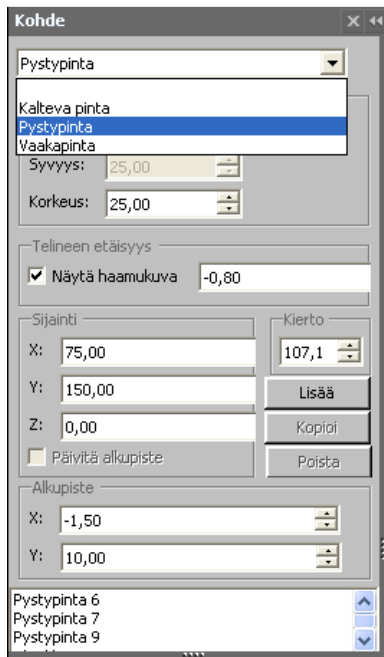 Kohde
Pystypinta
Kalteva pinta
Pystypinta
Vaakapinta
Syvyys: 25,00
Korkeus: 25,00
Telineen etäisyys
Näytä haamukuva -0,80
Sijainti
X: 75,00
Y: 150,00
Z: 0,00
Päivitä alkupiste
Kierto
107,1
Lisää
Kopioi
Poista
Alkupiste
X: -1,50
Y: 10,00
Pystypinta 6
Pystypinta 7
Pystypinta 9